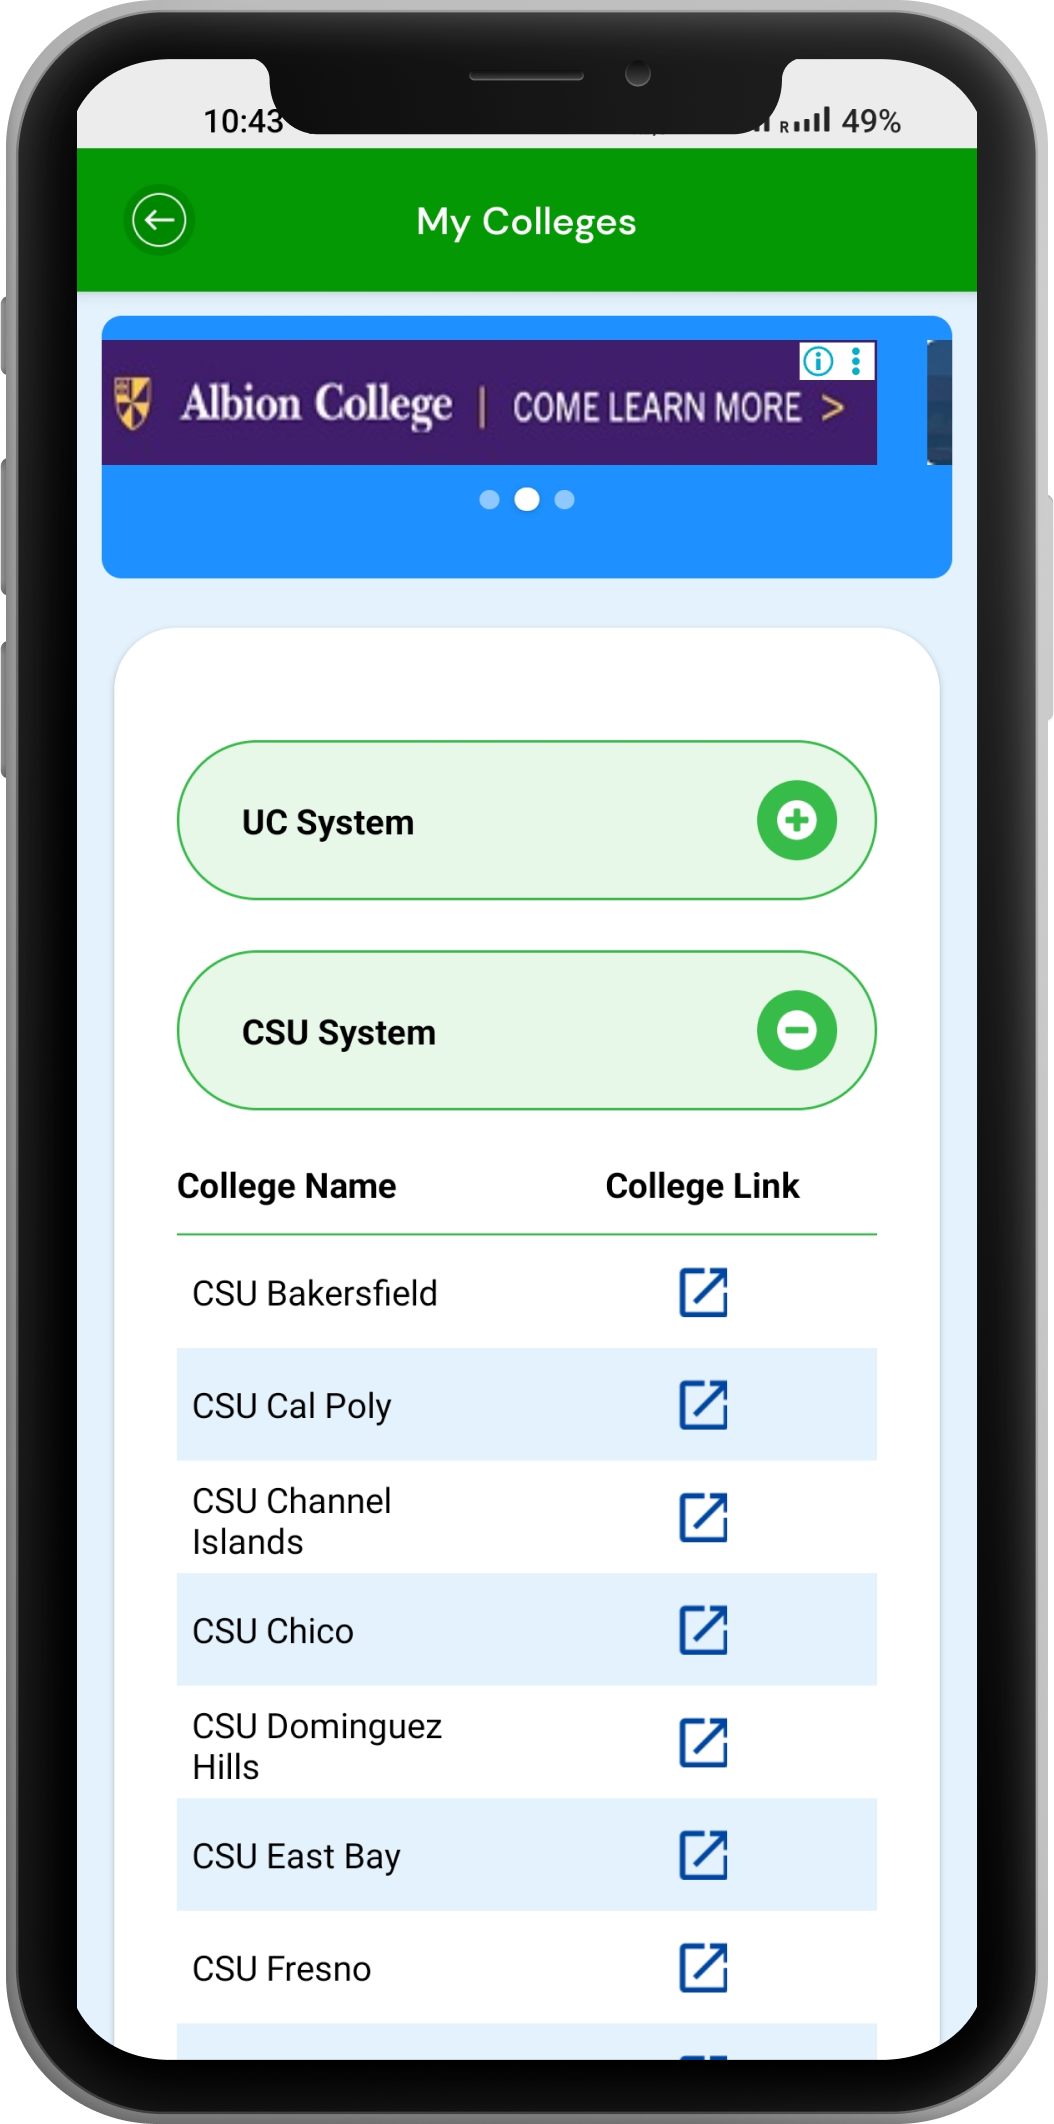 10:43
R 49%
My Colleges
Albion College | COME LEARN MORE >
UC System
CSU System
College Name College Link
CSU Bakersfield
CSU Cal Poly
CSU Channel
Islands
CSU Chico
CSU Dominguez
Hills
CSU East Bay
CSU Fresno